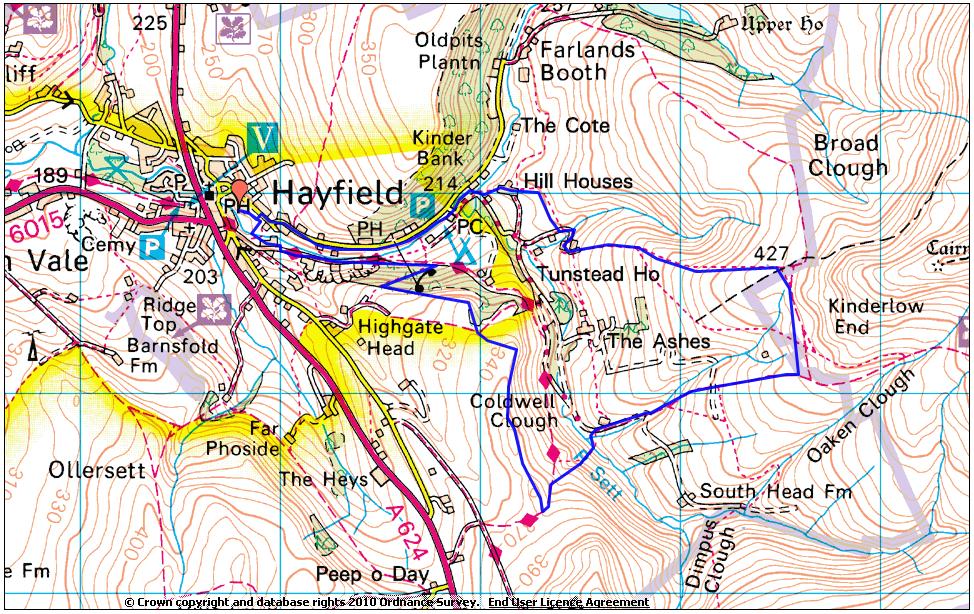 225
200
250
350
257
Upper Ho
Oldpits
Plantn
Farlands
Booth
liff
V
The Cote
Kinder
Bank
Broad
Clough
189
P
PH
Hayfield
214
P
Hill Houses
6015
Cemy
P
PH
PC
n Vale
203
427
Cairn
Tunstead Ho
Ridge
Top
Barnsfold
Fm
Highgate
Head
320
340
The Ashes
Kinderlow
End
Coldwell
Clough
Oaken Clough
Far
Phoside
Ollersett
The Heys
R Sett
South Head Fm
310
330
400
A 624
370
390
Dimpus
Clough
e Fm
Peep o Day
© Crown copyright and database rights 2010 Ordnance Survey. End User Licence Agreement